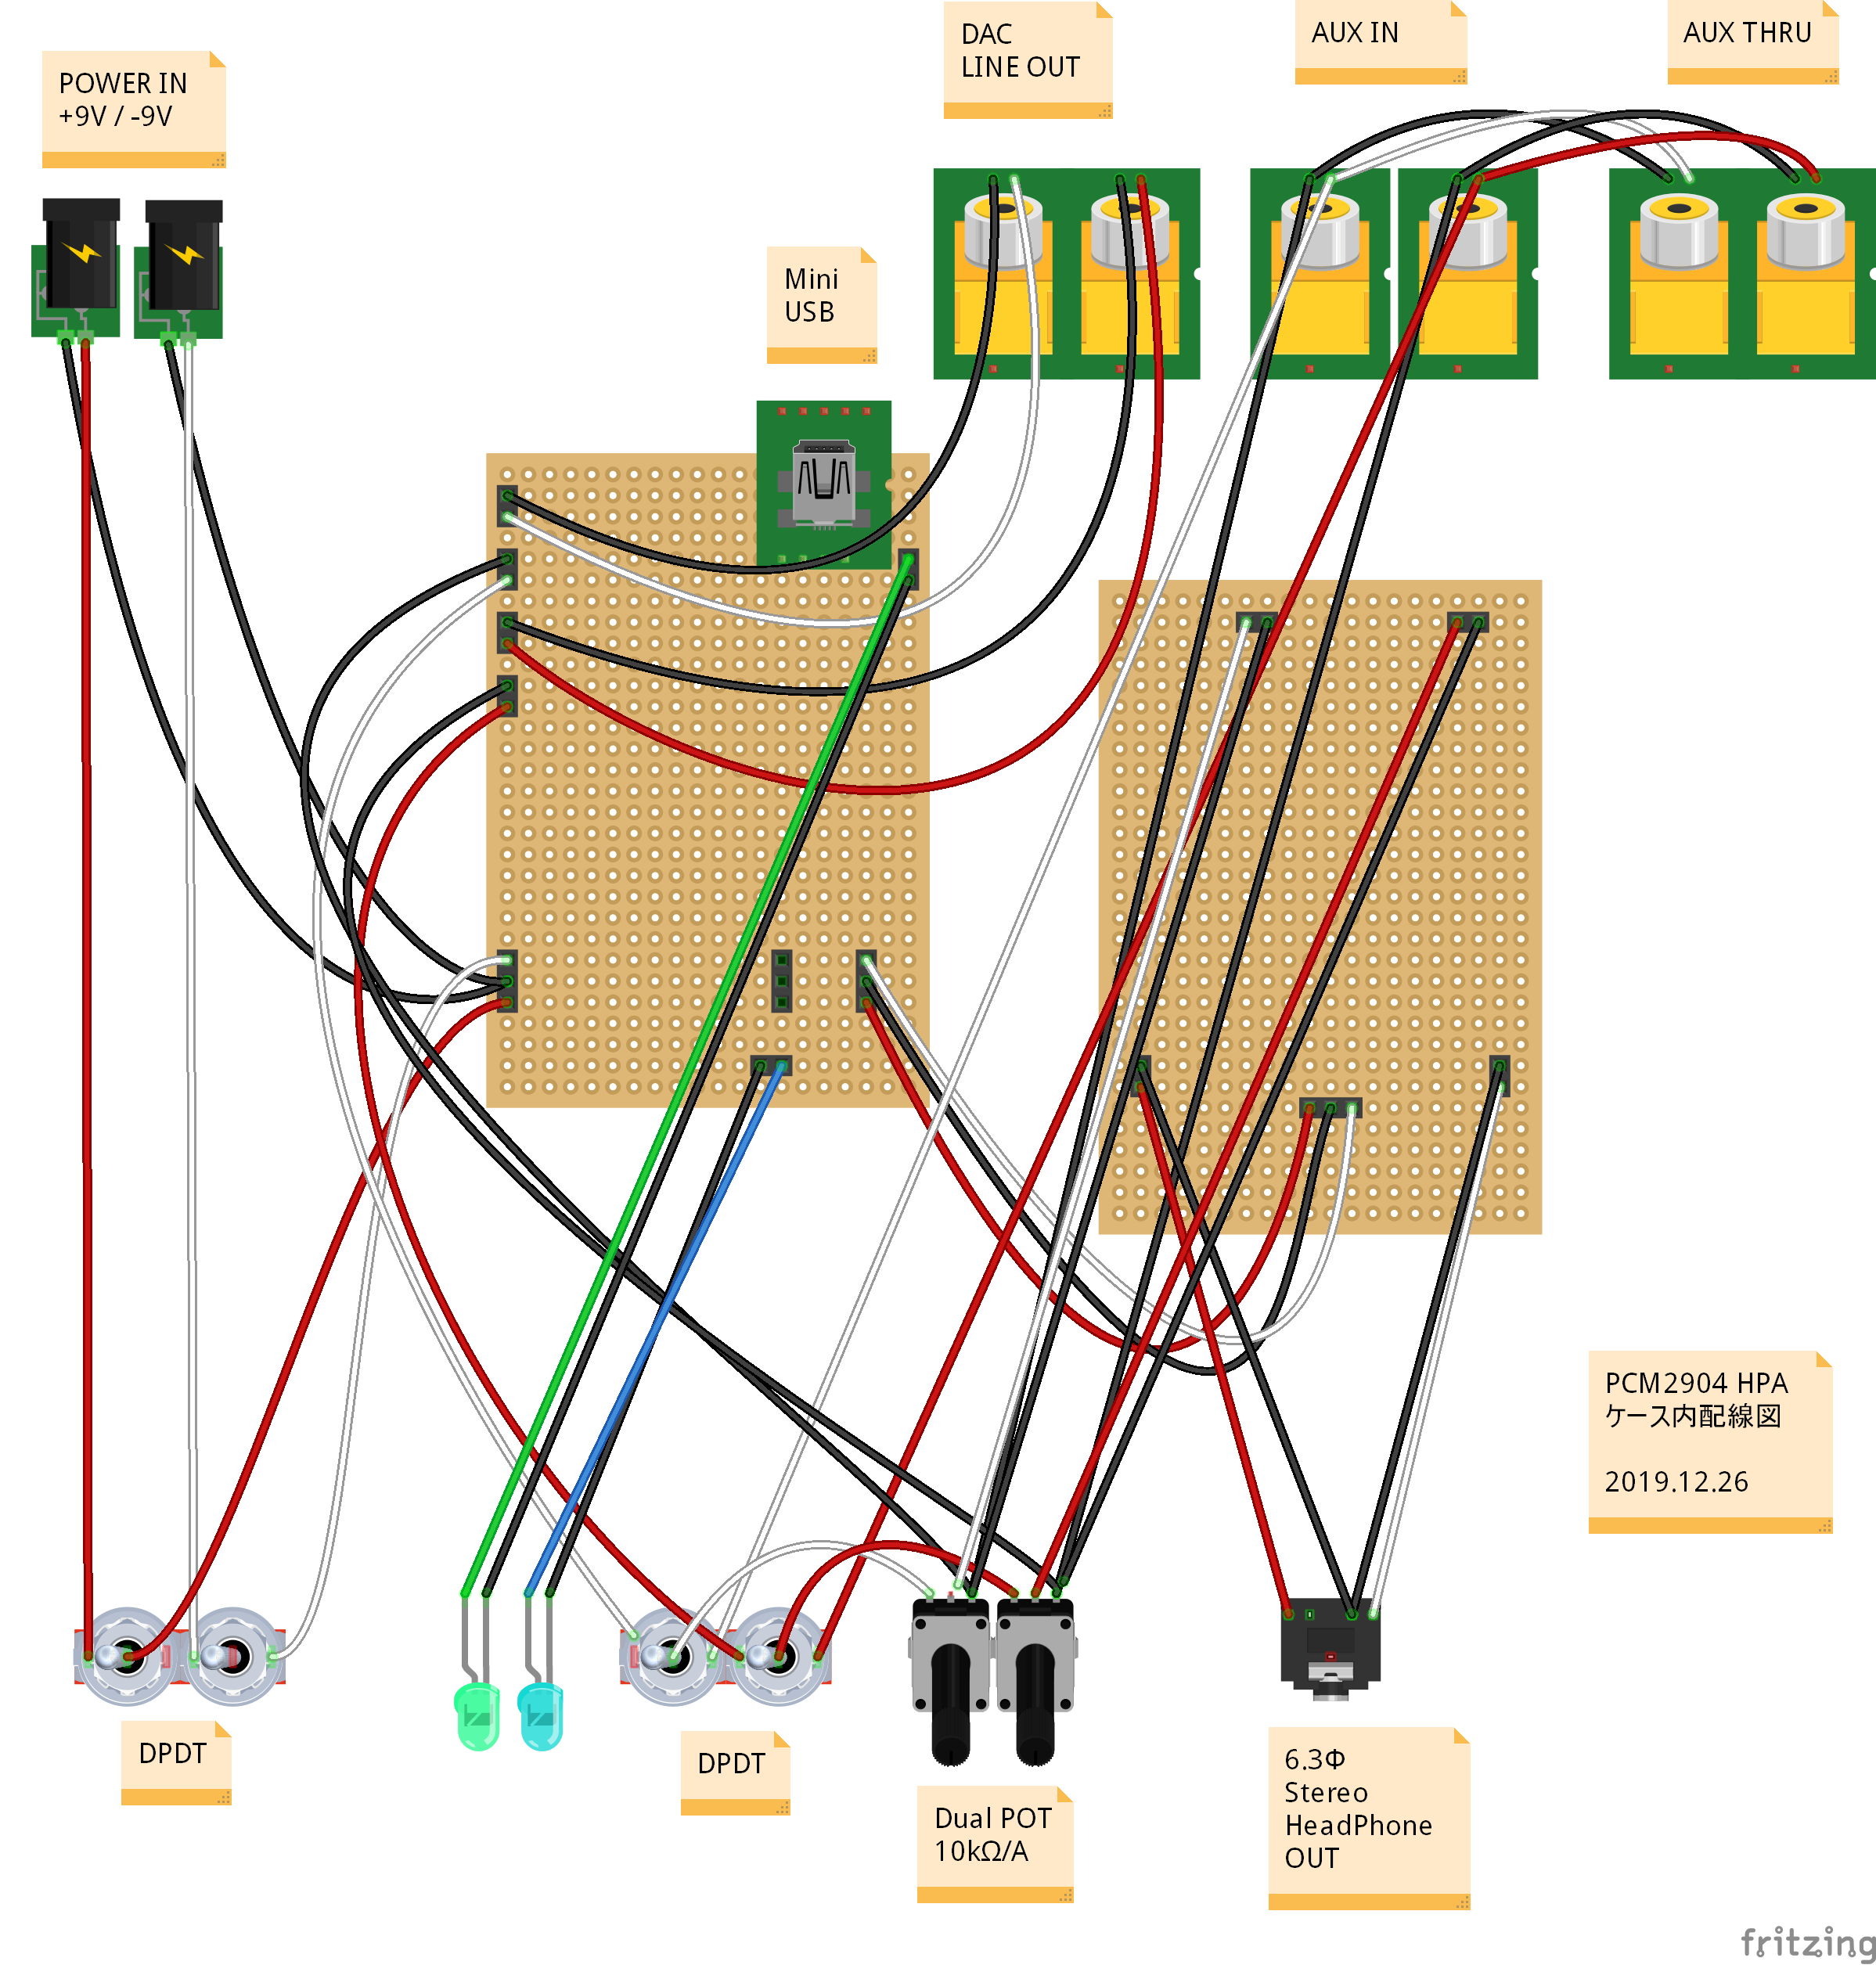 DAC
LINE OUT
AUX IN
AUX THRU
POWER IN
+9V / -9V
Mini
USB
PCM2904 HPA
ケース内配線図
2019.12.26
DPDT
DPDT
Dual POT
10kΩ/A
6.3Φ
Stereo
HeadPhone
OUT
fritzing